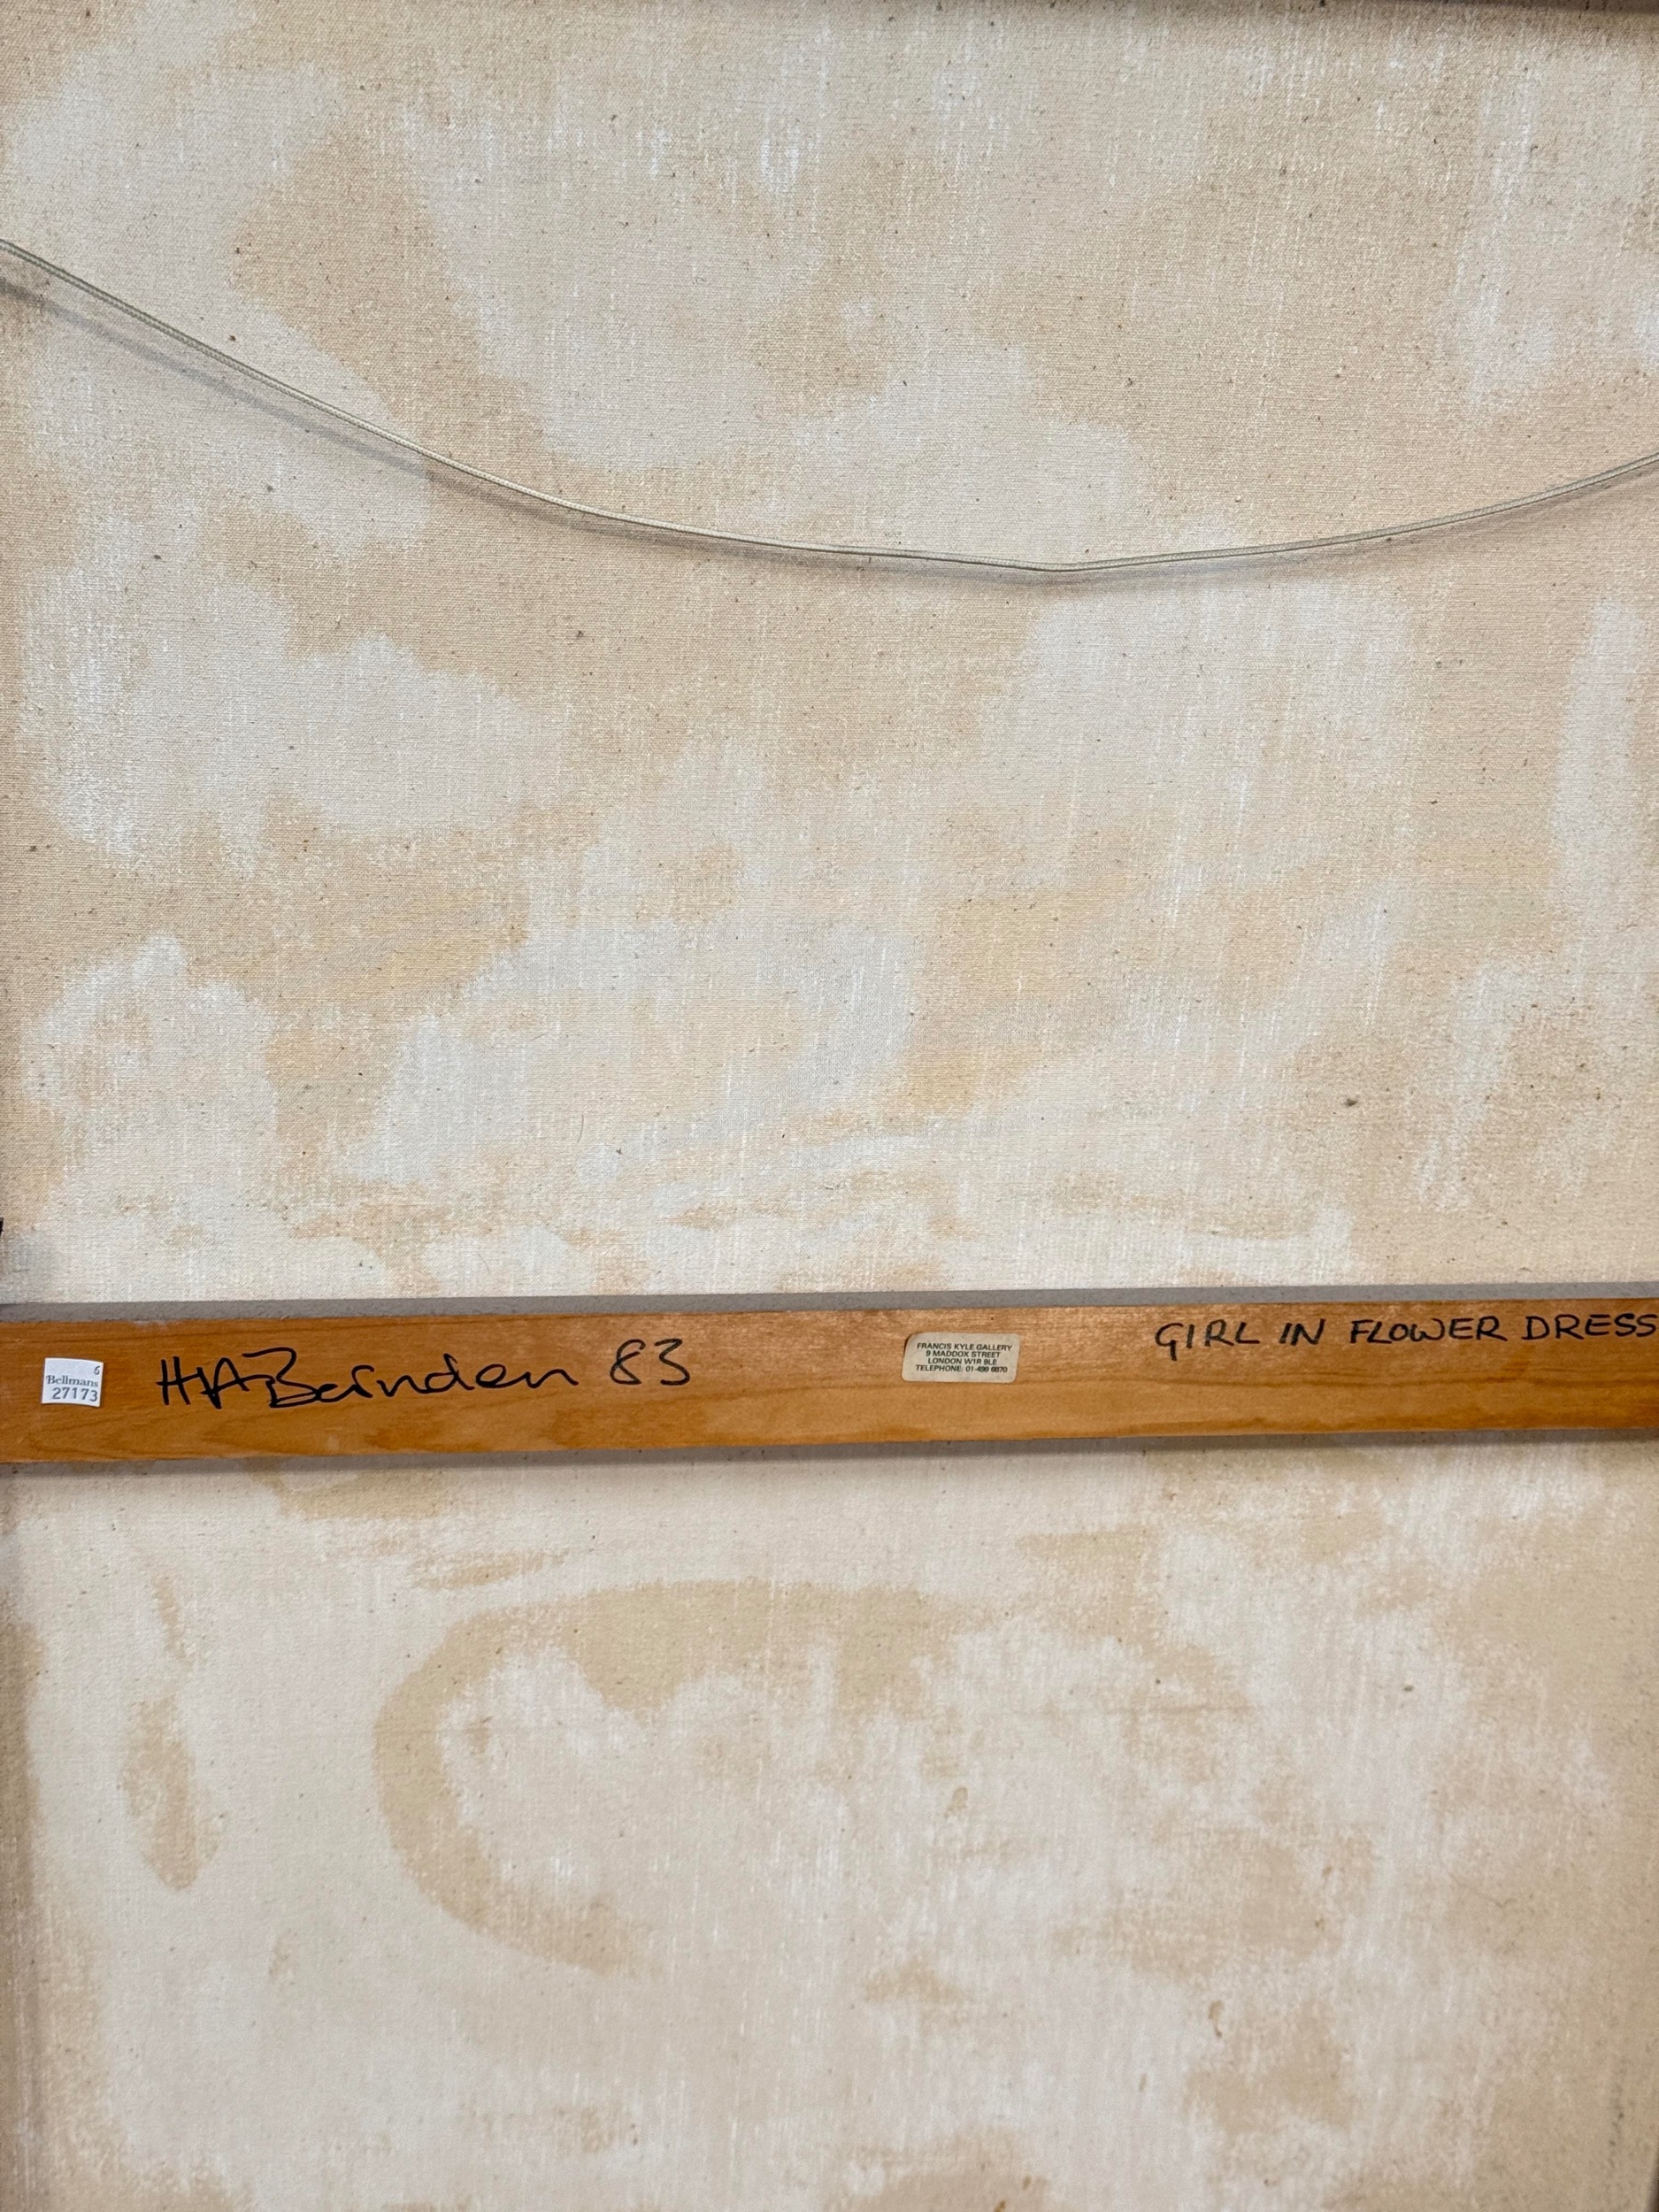 6
Bellmans
27173
HA Barnden 83
FRANCIS KYLE GALLERY
9 MADDOX STREET
LONDON W1R 9LE
TELEPHONE: 01-499 6870
GIRL IN FLOWER DRESS